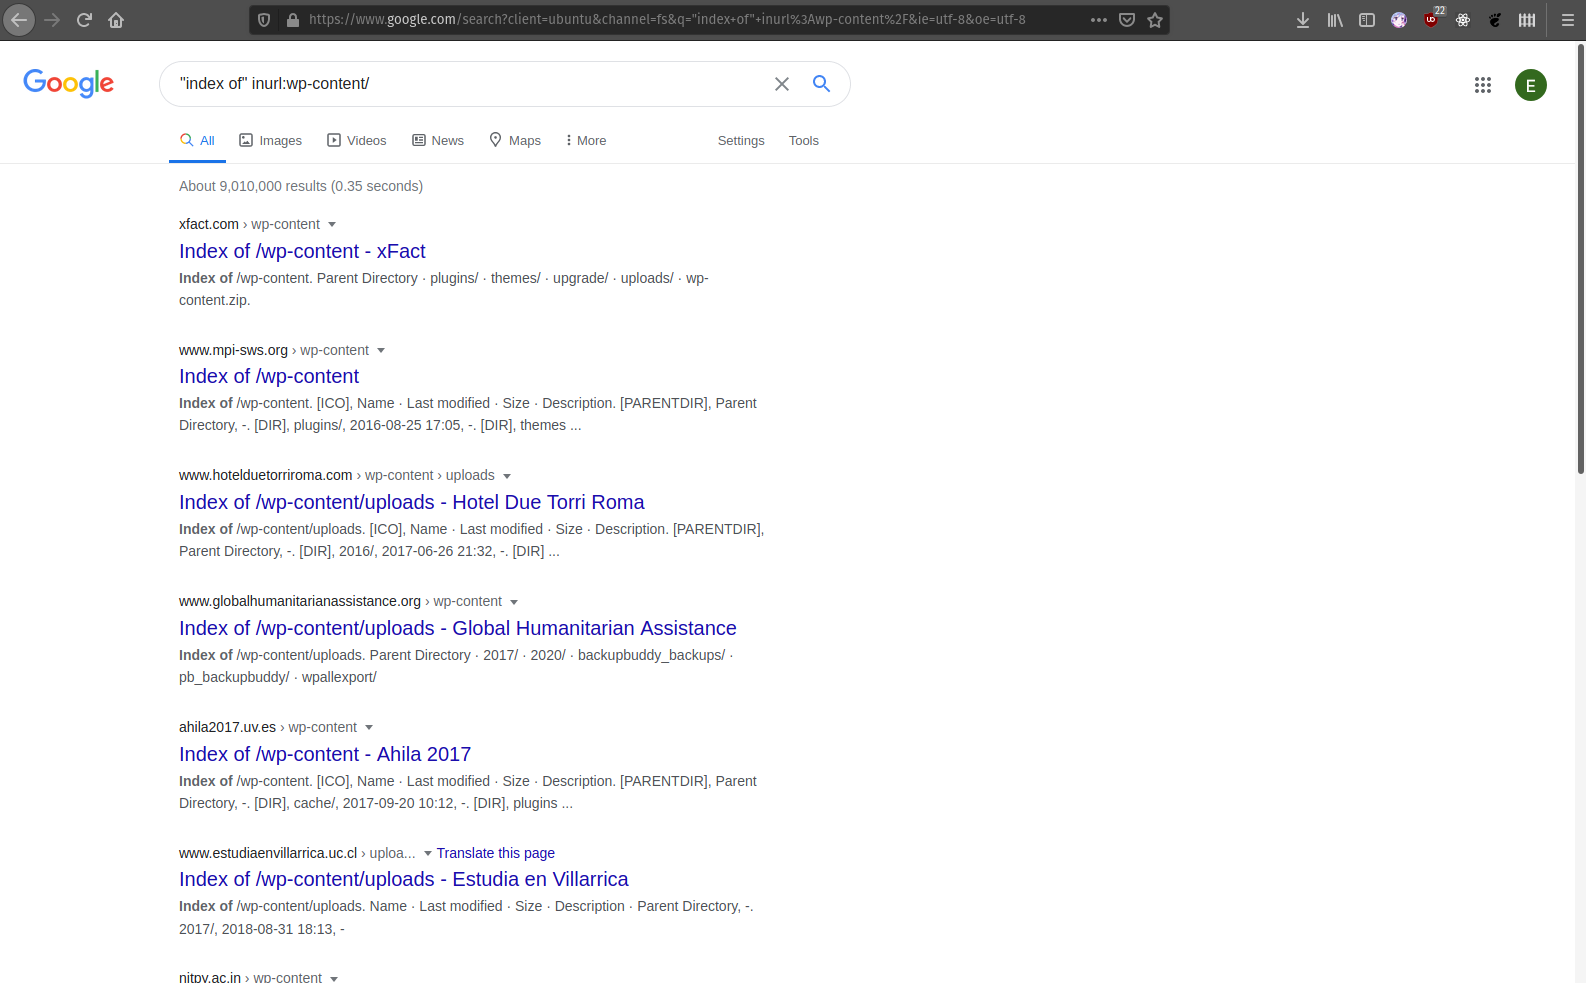 https://www.google.com/search?client=ubuntu&channel=fs&q="index+of"+inurl%3Awp-content%2F&ie=utf-8&oe=utf-8
22
Google
"index of" inurl:wp-content/
E
All Images Videos News Maps More Settings Tools
About 9,010,000 results (0.35 seconds)
xfact.com › wp-content
Index of /wp-content - xFact
Index of /wp-content. Parent Directory · plugins/ · themes/ · upgrade/ · uploads/ · wp-
content.zip.
www.mpi-sws.org › wp-content
Index of /wp-content
Index of /wp-content. [ICO], Name · Last modified · Size · Description. [PARENTDIR], Parent
Directory, -. [DIR], plugins/, 2016-08-25 17:05, -. [DIR], themes ...
www.hotelduetorriroma.com › wp-content › uploads
Index of /wp-content/uploads - Hotel Due Torri Roma
Index of /wp-content/uploads. [ICO], Name · Last modified · Size · Description. [PARENTDIR],
Parent Directory, -. [DIR], 2016/, 2017-06-26 21:32, -. [DIR] ...
www.globalhumanitarianassistance.org › wp-content
Index of /wp-content/uploads - Global Humanitarian Assistance
Index of /wp-content/uploads. Parent Directory · 2017/ · 2020/ · backupbuddy_backups/ ·
pb_backupbuddy/ · wpallexport/
ahila2017.uv.es › wp-content
Index of /wp-content - Ahila 2017
Index of /wp-content. [ICO], Name · Last modified · Size · Description. [PARENTDIR], Parent
Directory, -. [DIR], cache/, 2017-09-20 10:12, -. [DIR], plugins ...
www.estudiaenvillarrica.uc.cl › uploa... Translate this page
Index of /wp-content/uploads - Estudia en Villarrica
Index of /wp-content/uploads. Name · Last modified · Size · Description · Parent Directory, -.
2017/, 2018-08-31 18:13, -
nitpy.ac.in › wp-content